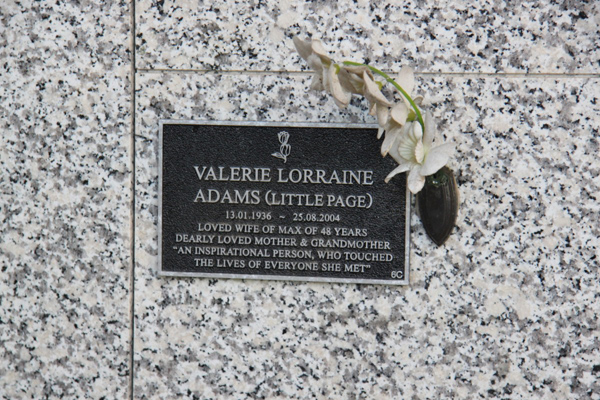 VALERIE LORRAINE
ADAMS (LITTLE PAGE)
13.01.1936 ~ 25.08.2004
LOVED WIFE OF MAX OF 48 YEARS
DEARLY LOVED MOTHER & GRANDMOTHER
"AN INSPIRATIONAL PERSON, WHO TOUCHED
THE LIVES OF EVERYONE SHE MET"
6C